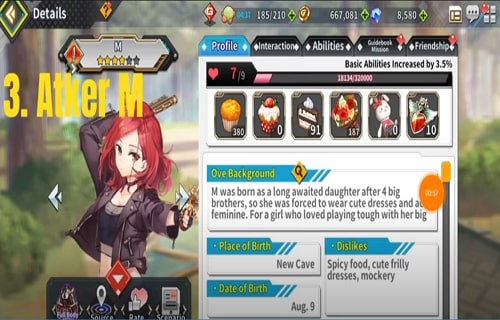 Details
04:37
185/210
667,081
8,580
M
Profile
Interaction
Abilities
Guidebook
Mission
Friendship
Basic Abilities Increased by 3.5%
7/9
18134/320000
380
0
91
187
0
10
3. Atker M
Ove Background
M was born as a long awaited daughter after 4 big
brothers, so she was forced to wear cute dresses and
feminine. For a girl who loved playing tough with her big
Place of Birth
New Cave
Dislikes
Spicy food, cute frilly
dresses, mockery
Date of Birth
Aug. 9
Full Body
Source
Rate
Scenario